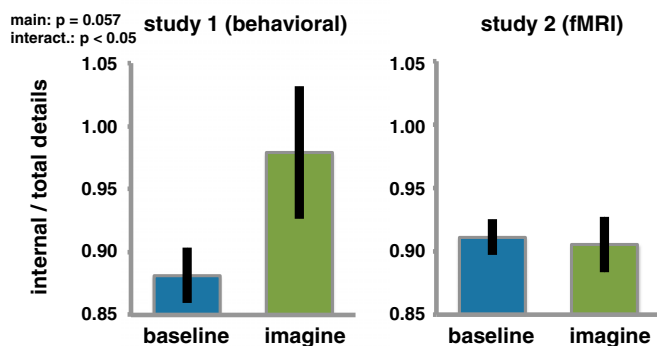 main: p = 0.057
interact.: p < 0.05
study 1 (behavioral)
study 2 (fMRI)
internal / total details
1.05
1.00
0.95
0.90
0.85
baseline
imagine
1.05
1.00
0.95
0.90
0.85
baseline
imagine